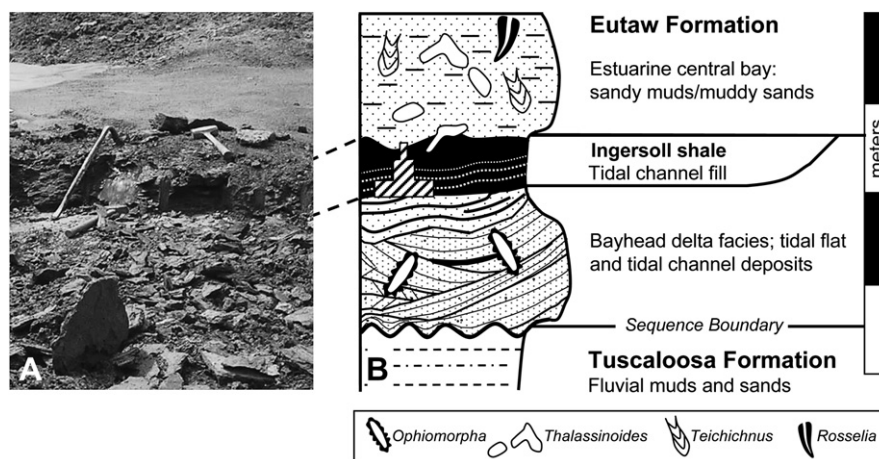 A
B
Eutaw Formation
Estuarine central bay:
sandy muds/muddy sands
Ingersoll shale
Tidal channel fill
Bayhead delta facies; tidal flat
and tidal channel deposits
Sequence Boundary
Tuscaloosa Formation
Fluvial muds and sands
meters
Ophiomorpha
Thalassinoides
Teichichnus
Rosselia